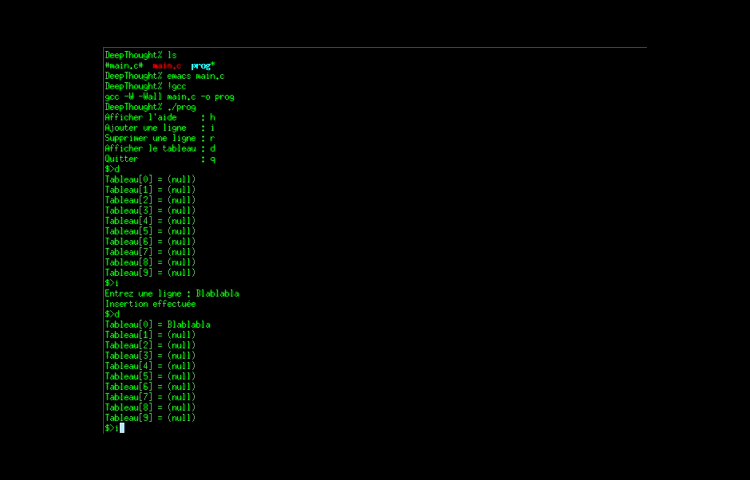 DeepThought% ls
#main.c#  main.c  prog*
DeepThought% emacs main.c
DeepThought% !gcc
gcc -W -Wall main.c -o prog
DeepThought% ./prog
Afficher l'aide     : h
Ajouter une ligne   : i
Supprimer une ligne : r
Afficher le tableau : d
Quitter             : q
$>d
Tableau[0] = (null)
Tableau[1] = (null)
Tableau[2] = (null)
Tableau[3] = (null)
Tableau[4] = (null)
Tableau[5] = (null)
Tableau[6] = (null)
Tableau[7] = (null)
Tableau[8] = (null)
Tableau[9] = (null)
$>i
Entrez une ligne : Blablabla
Insertion effectuée
$>d
Tableau[0] = Blablabla
Tableau[1] = (null)
Tableau[2] = (null)
Tableau[3] = (null)
Tableau[4] = (null)
Tableau[5] = (null)
Tableau[6] = (null)
Tableau[7] = (null)
Tableau[8] = (null)
Tableau[9] = (null)
$>i